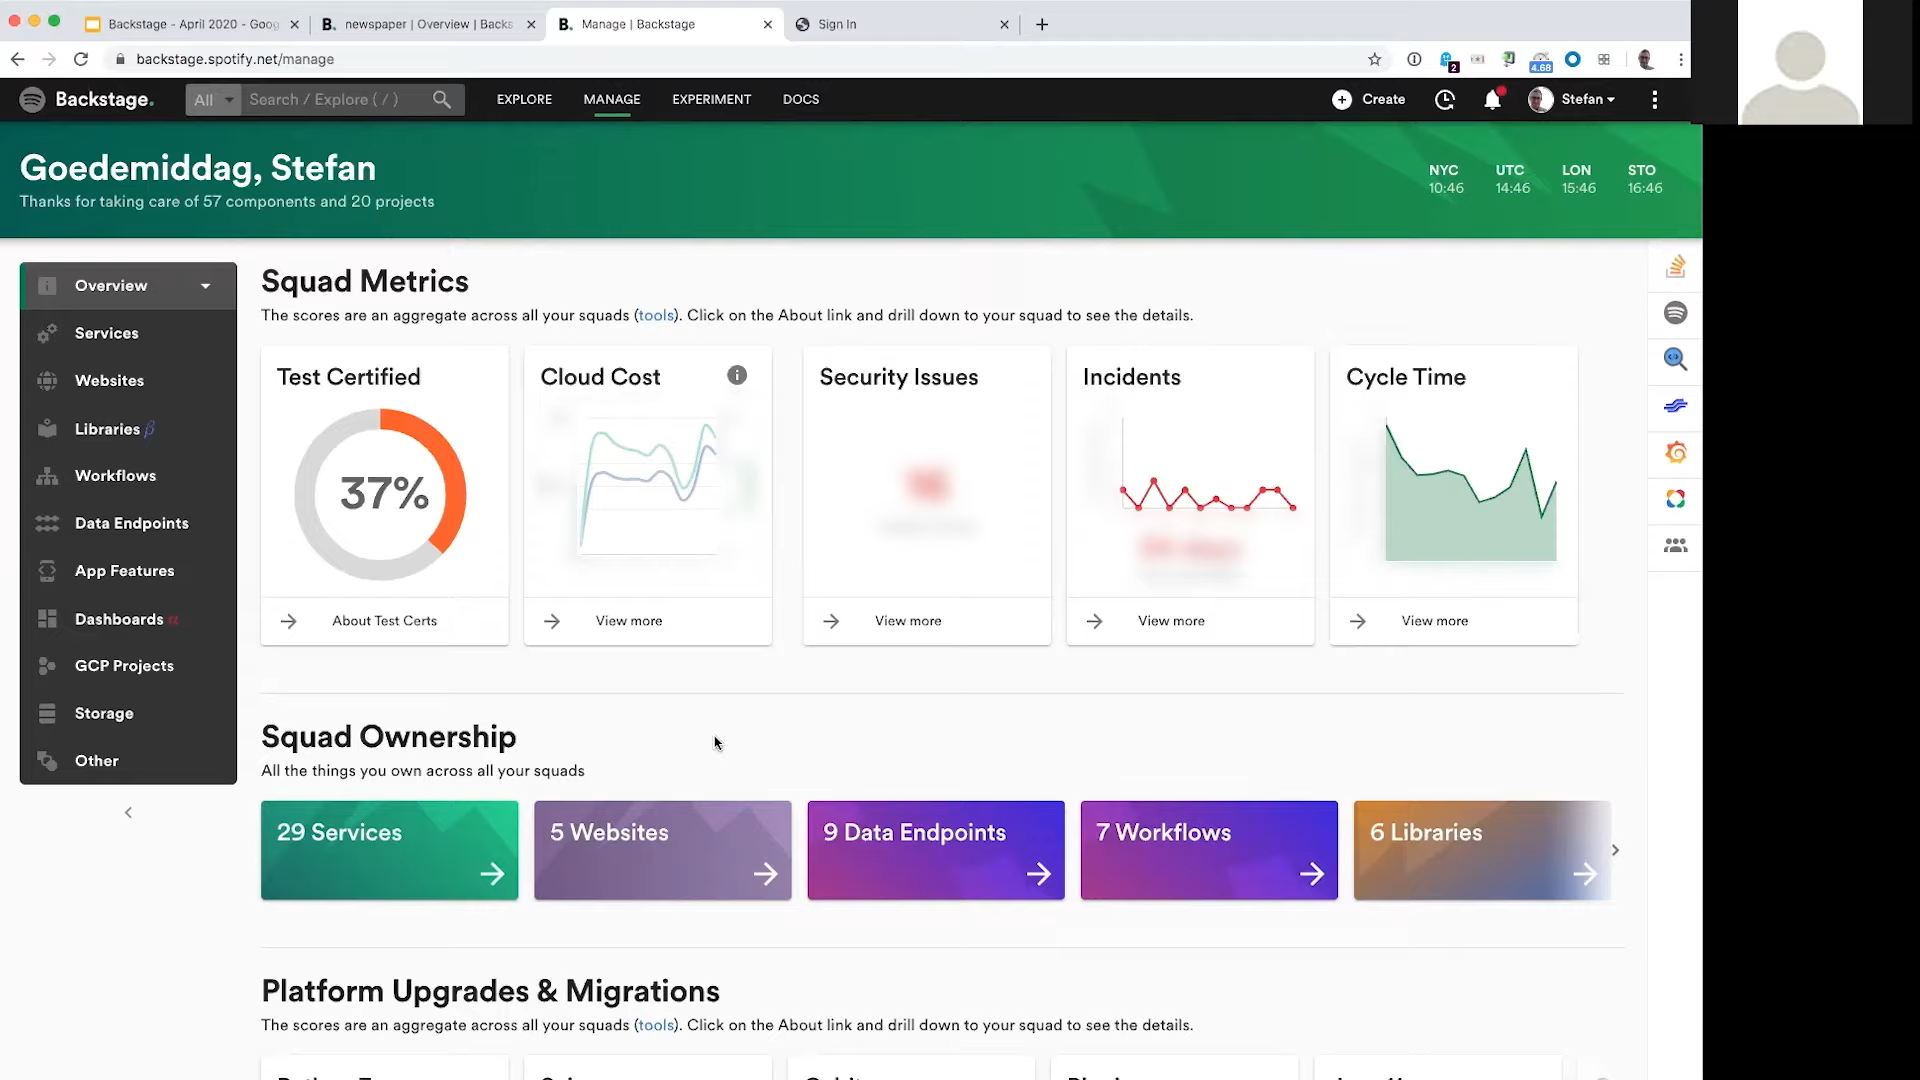 Backstage - April 2020 - Goog
newspaper | Overview | Backs
Manage | Backstage
Sign In
backstage.spotify.net/manage
2
4.68
Backstage.
All
Search / Explore ( / )
EXPLORE
MANAGE
EXPERIMENT
DOCS
Create
Stefan
Goedemiddag, Stefan
Thanks for taking care of 57 components and 20 projects
NYC
10:46
UTC
14:46
LON
15:46
STO
16:46
Overview
Services
Websites
Libraries β
Workflows
Data Endpoints
App Features
Dashboards α
GCP Projects
Storage
Other
Squad Metrics
The scores are an aggregate across all your squads (tools). Click on the About link and drill down to your squad to see the details.
Test Certified
37%
About Test Certs
Cloud Cost
View more
Security Issues
View more
Incidents
View more
Cycle Time
View more
Squad Ownership
All the things you own across all your squads
29 Services
5 Websites
9 Data Endpoints
7 Workflows
6 Libraries
Platform Upgrades & Migrations
The scores are an aggregate across all your squads (tools). Click on the About link and drill down to your squad to see the details.